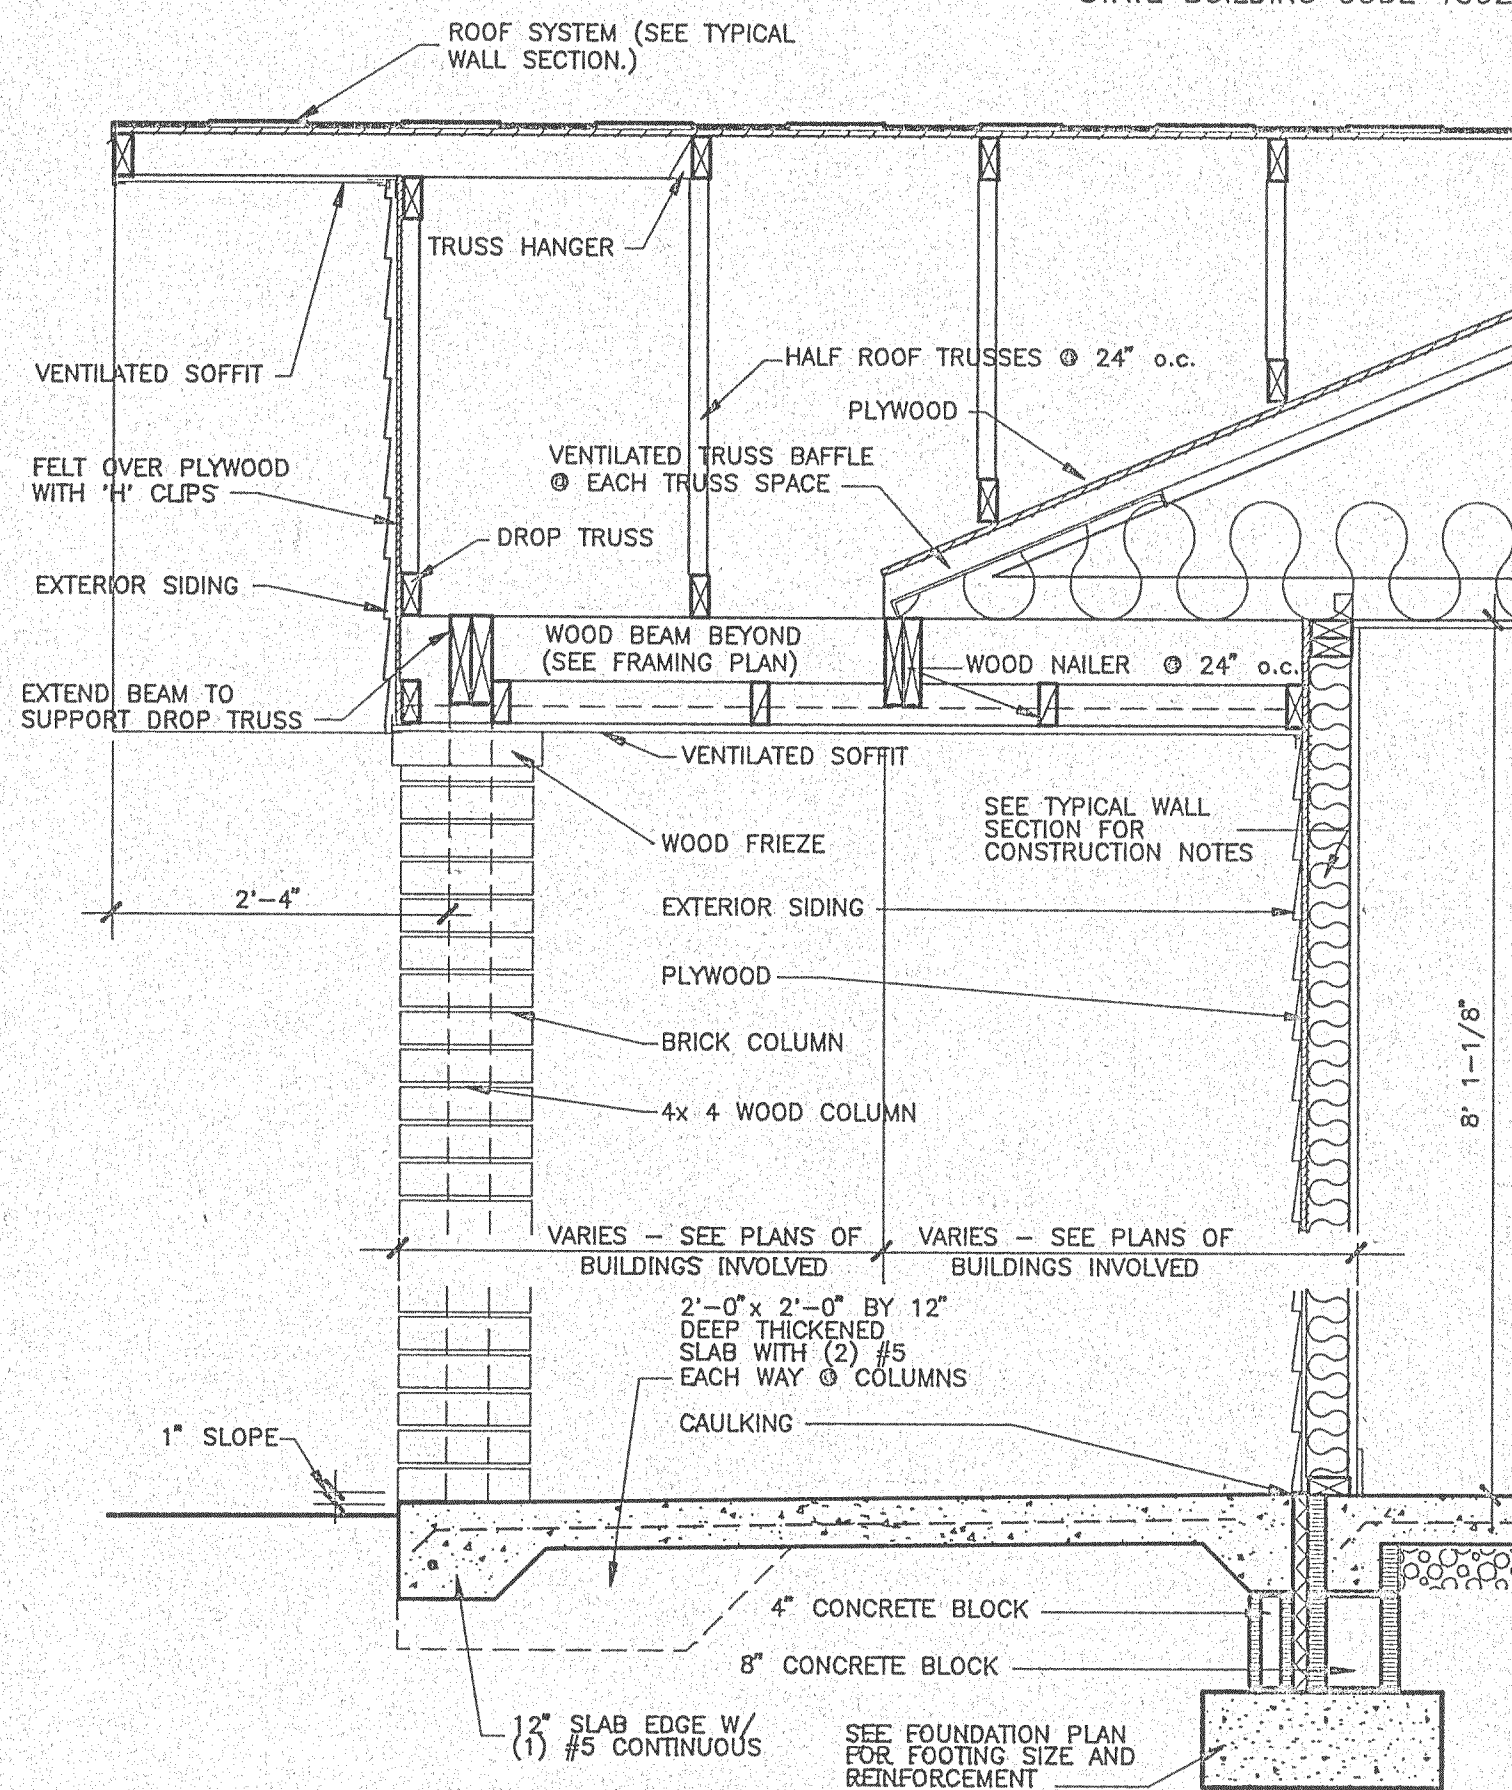 ROOF SYSTEM (SEE TYPICAL
WALL SECTION.)
TRUSS HANGER
VENTILATED SOFFIT
HALF ROOF TRUSSES @ 24" o.c.
PLYWOOD
VENTILATED TRUSS BAFFLE
@ EACH TRUSS SPACE
FELT OVER PLYWOOD
WITH 'H' CLIPS
DROP TRUSS
EXTERIOR SIDING
WOOD BEAM BEYOND
(SEE FRAMING PLAN)
WOOD NAILER @ 24" o.c.
EXTEND BEAM TO
SUPPORT DROP TRUSS
VENTILATED SOFFIT
SEE TYPICAL WALL
SECTION FOR
CONSTRUCTION NOTES
WOOD FRIEZE
2'-4"
EXTERIOR SIDING
PLYWOOD
BRICK COLUMN
8' 1-1/8"
4x 4 WOOD COLUMN
VARIES - SEE PLANS OF
BUILDINGS INVOLVED
VARIES - SEE PLANS OF
BUILDINGS INVOLVED
2'-0" x 2'-0" BY 12"
DEEP THICKENED
SLAB WITH (2) #5
EACH WAY @ COLUMNS
CAULKING
1" SLOPE
4" CONCRETE BLOCK
8" CONCRETE BLOCK
12" SLAB EDGE W/
(1) #5 CONTINUOUS
SEE FOUNDATION PLAN
FOR FOOTING SIZE AND
REINFORCEMENT